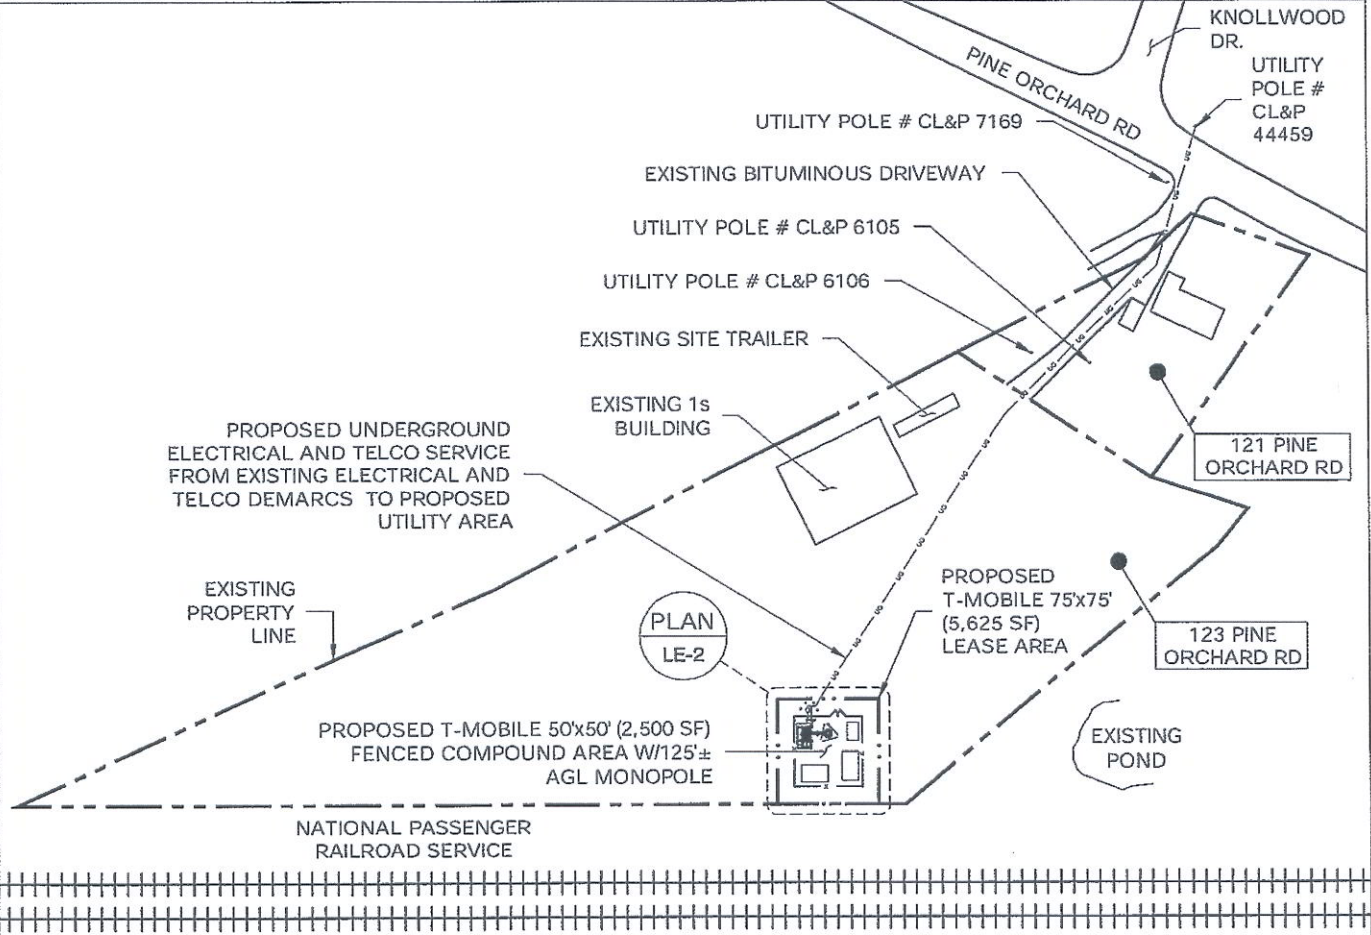 KNOLLWOOD
DR.
UTILITY
POLE #
CL&P
44459
PINE ORCHARD RD
UTILITY POLE # CL&P 7169
EXISTING BITUMINOUS DRIVEWAY
UTILITY POLE # CL&P 6105
UTILITY POLE # CL&P 6106
EXISTING SITE TRAILER
EXISTING 1s
BUILDING
PROPOSED UNDERGROUND
ELECTRICAL AND TELCO SERVICE
FROM EXISTING ELECTRICAL AND
TELCO DEMARCS TO PROPOSED
UTILITY AREA
121 PINE
ORCHARD RD
EXISTING
PROPERTY
LINE
PLAN
LE-2
PROPOSED
T-MOBILE 75'x75'
(5,625 SF)
LEASE AREA
123 PINE
ORCHARD RD
PROPOSED T-MOBILE 50'x50' (2,500 SF)
FENCED COMPOUND AREA W/125'±
AGL MONOPOLE
EXISTING
POND
NATIONAL PASSENGER
RAILROAD SERVICE